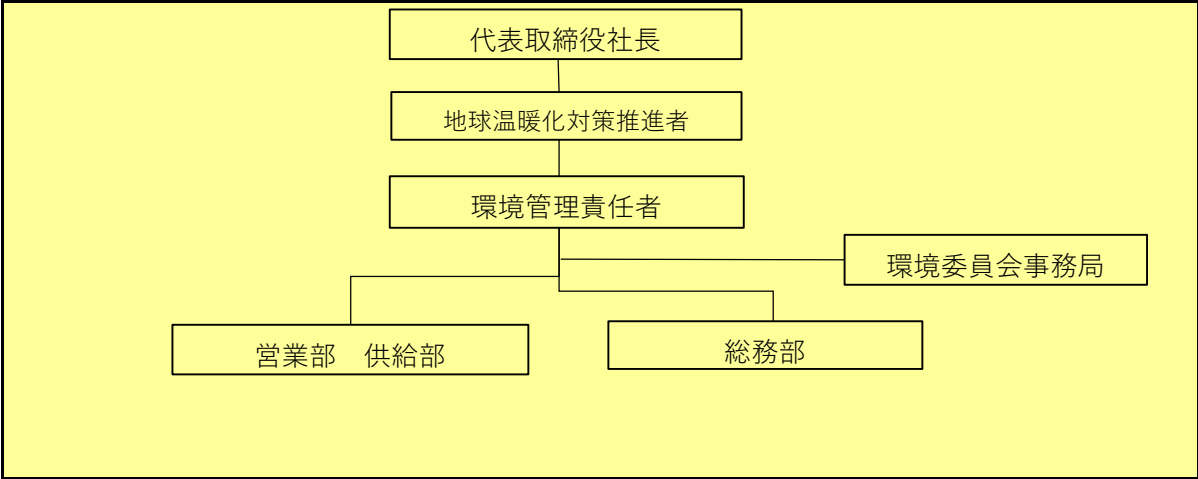 代表取締役社長
地球温暖化対策推進者
環境管理責任者
環境委員会事務局
営業部　供給部
総務部